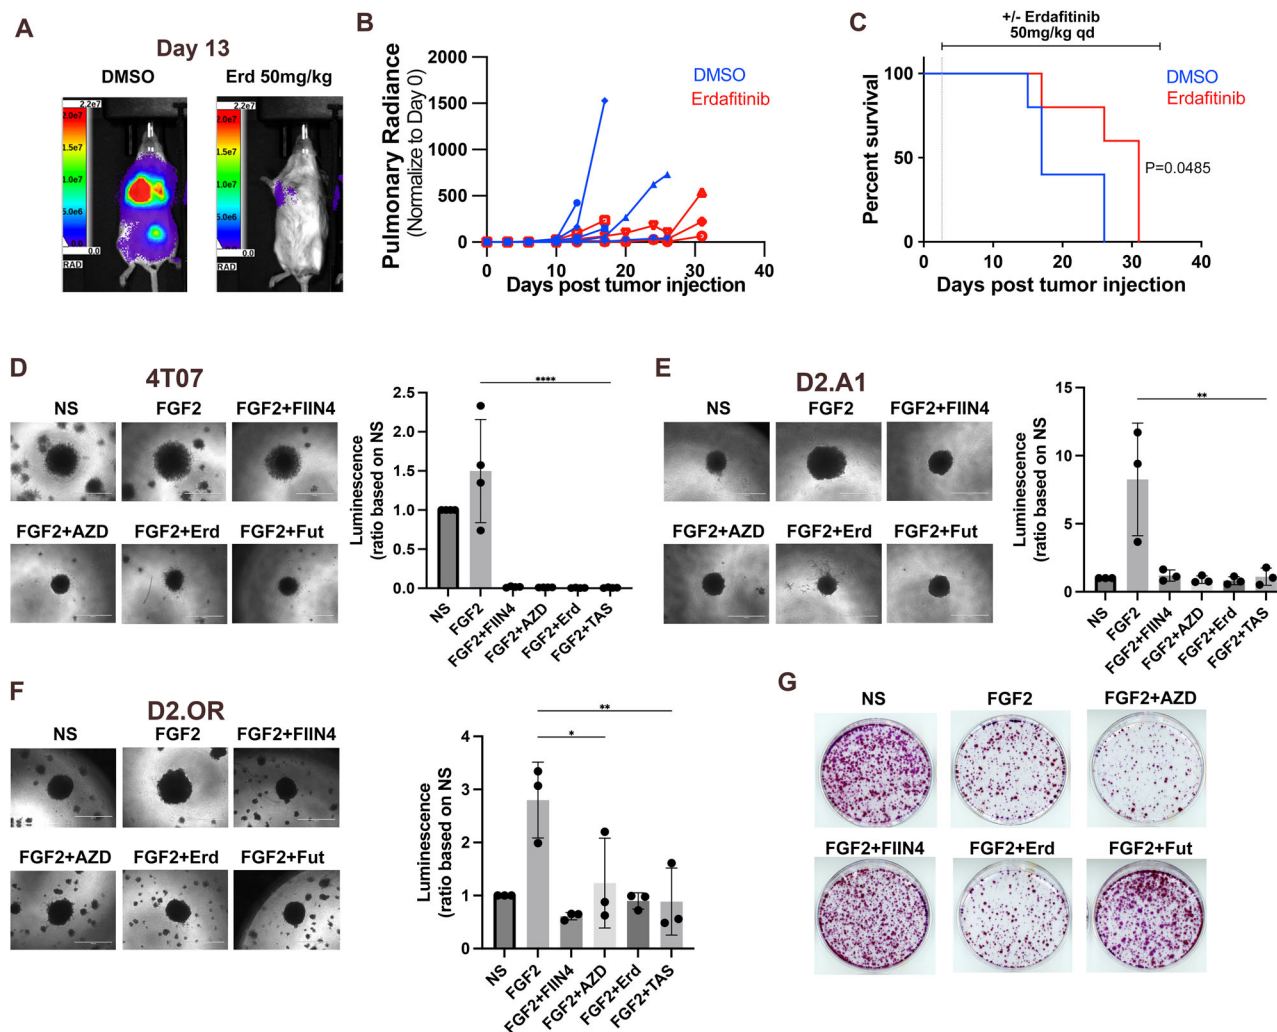 A
Day 13
DMSO
Erd 50mg/kg
2.2e7
2.0e7
1.5e7
1.0e7
5.0e6
0.0
0.0
RAD
2.2e7
2.0e7
1.5e7
1.0e7
5.0e6
0.0
0.0
RAD
B
Pulmonary Radiance
(Normalize to Day 0)
2000
1500
1000
500
0
0
10
20
30
40
Days post tumor injection
DMSO
Erdafitinib
C
+/- Erdafitinib
50mg/kg qd
Percent survival
100
50
0
0
10
20
30
40
Days post tumor injection
DMSO
Erdafitinib
P=0.0485
D
4T07
NS
FGF2
FGF2+FIIN4
FGF2+AZD
FGF2+Erd
FGF2+Fut
Luminescence
(ratio based on NS)
2.5
2.0
1.5
1.0
0.5
0.0
****
NS
FGF2
FGF2+FIIN4
FGF2+AZD
FGF2+Erd
FGF2+TAS
E
D2.A1
NS
FGF2
FGF2+FIIN4
FGF2+AZD
FGF2+Erd
FGF2+Fut
Luminescence
(ratio based on NS)
15
10
5
0
**
NS
FGF2
FGF2+FIIN4
FGF2+AZD
FGF2+Erd
FGF2+TAS
F
D2.OR
NS
FGF2
FGF2+FIIN4
FGF2+AZD
FGF2+Erd
FGF2+Fut
Luminescence
(ratio based on NS)
4
3
2
1
0
*
**
NS
FGF2
FGF2+FIIN4
FGF2+AZD
FGF2+Erd
FGF2+TAS
G
NS
FGF2
FGF2+AZD
FGF2+FIIN4
FGF2+Erd
FGF2+Fut